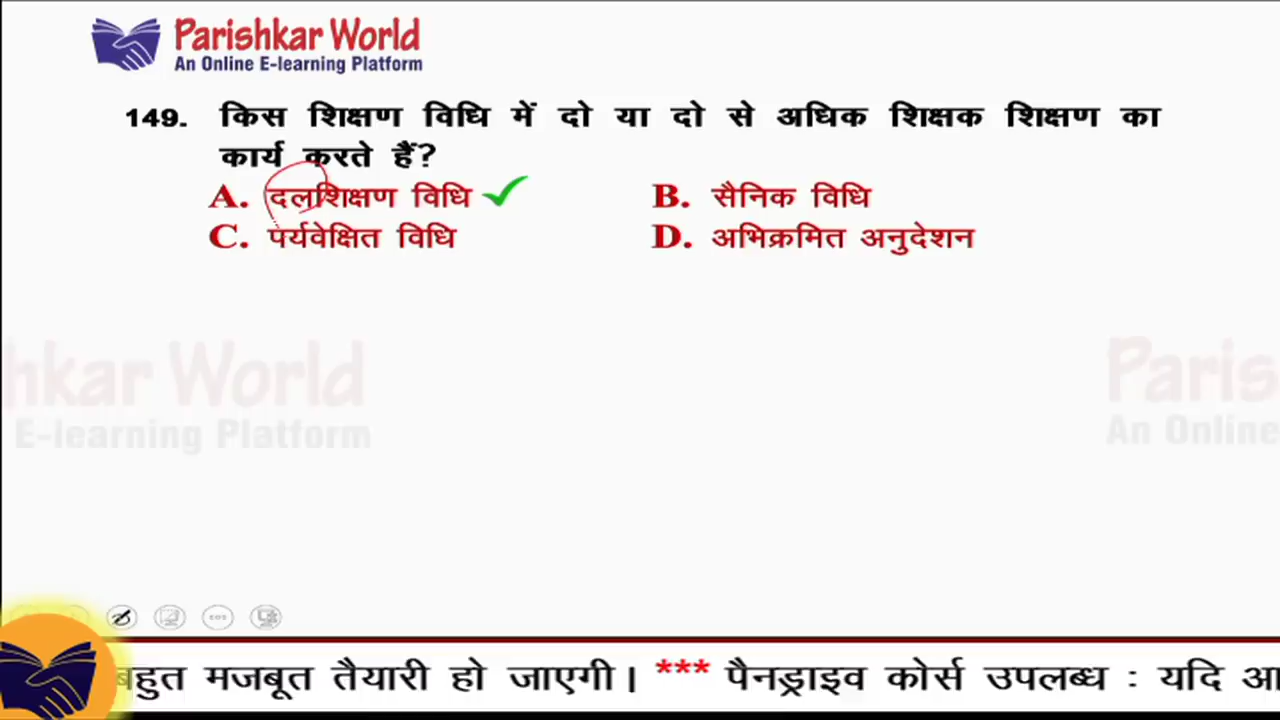 Parishkar World
An Online E-learning Platform
149. किस शिक्षण विधि में दो या दो से अधिक शिक्षक शिक्षण का
कार्य करते हैं?
A. दलशिक्षण विधि
B. सैनिक विधि
C. पर्यवेक्षित विधि
D. अभिक्रमित अनुदेशन
hkar World
E-learning Platform
Paris
An Online
बहुत मजबूत तैयारी हो जाएगी। *** पैनड्राइव कोर्स उपलब्ध : यदि आ